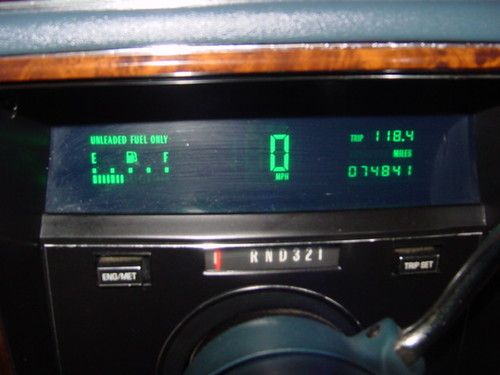 UNLEADED FUEL ONLY
E F
0
MPH
TRIP 118.4
MILES
074841
RND321
ENG/MET
TRIP SET